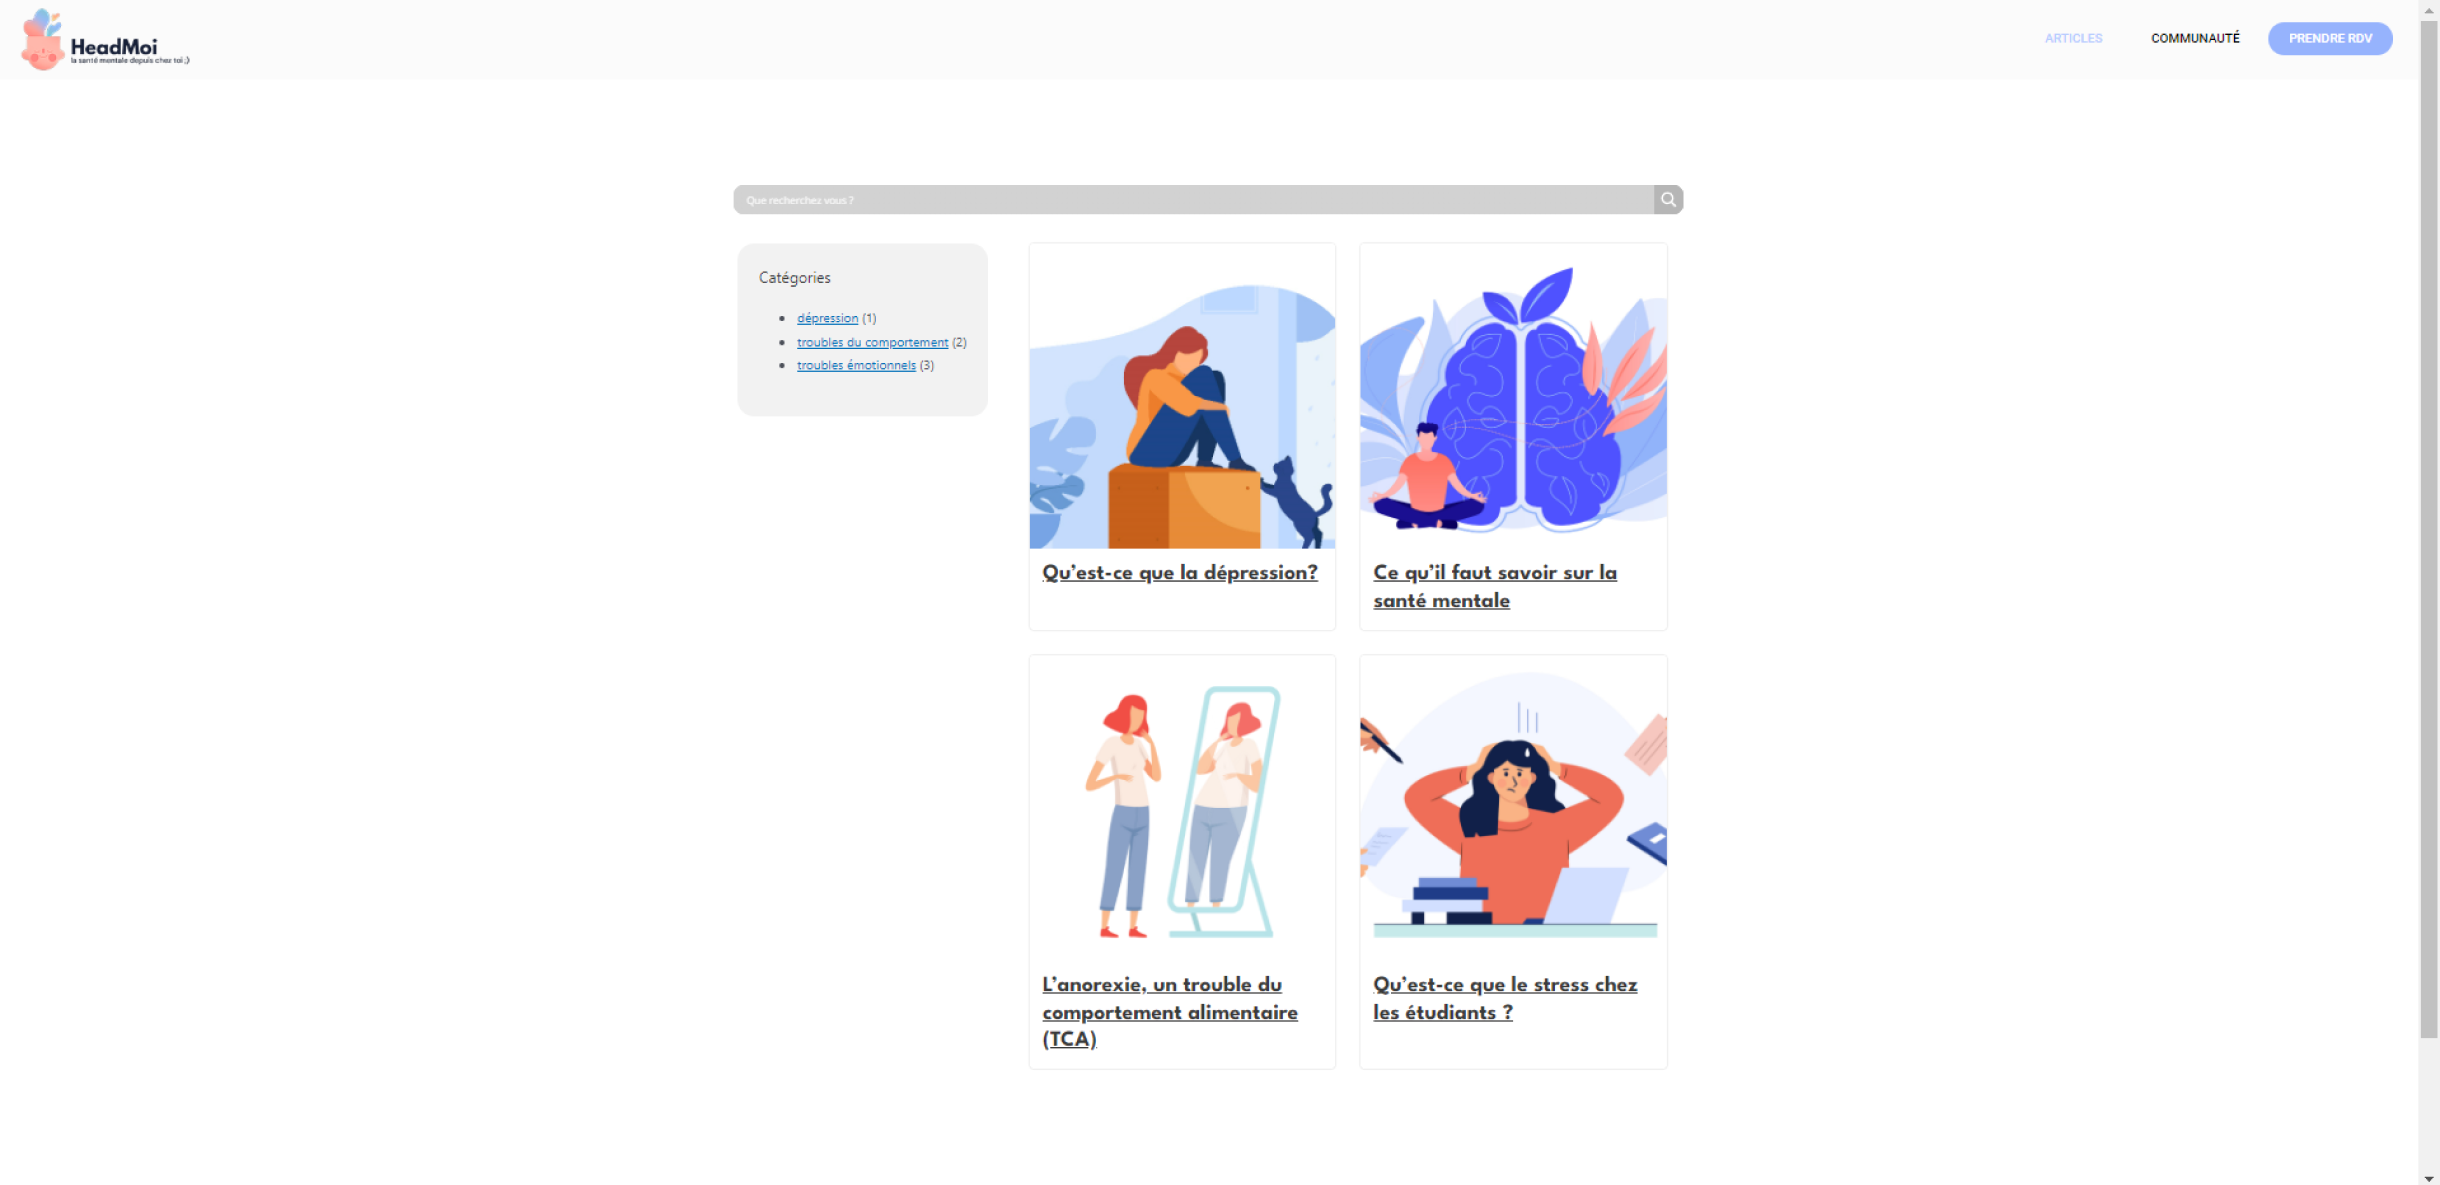 HeadMoi
la santé mentale depuis chez toi ;)
ARTICLES
COMMUNAUTÉ
PRENDRE RDV
Que recherchez vous ?
Catégories
dépression (1)
troubles du comportement (2)
troubles émotionnels (3)
Qu’est-ce que la dépression?
Ce qu’il faut savoir sur la
santé mentale
L’anorexie, un trouble du
comportement alimentaire
(TCA)
Qu’est-ce que le stress chez
les étudiants ?